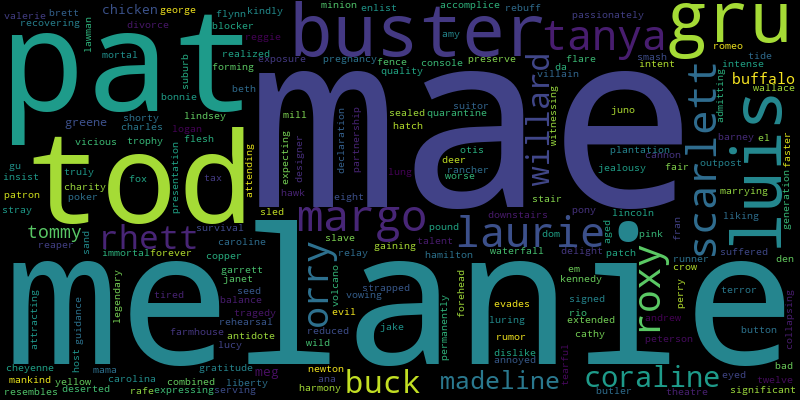 minion enlist accomplice rebuff passionately
valerie brett chicken george flynn kindly
recovering divorce blocker reggie amy romeo
lawman mortal realized buster tanya gru
pat suburb forming exposure pregnancy fence console preserve flare smash tide
quality da villain intent intense
bonnie beth mae willard scarlett admitting buffalo
shorty lindsey mill sealed suitor witnessing juno wallace
greene charles logan hatch quarantine
vicious trophy flesh expecting designer declaration partnership otis plantation cannon barney el luis
gu tod presentation attending deer jealousy fair outpost faster
insist truly fox tax lung rancher worse marrying generation
patron charity poker hawk eight stair
stray sled margo downstairs pony lincoln liking
tommy rhett survival pound laurie dom aged pink fran
reaper sand caroline slave talent delight patch runner suffered den
immortal forever orry relay gaining hamilton waterfall
melanie copper volcano strapped em kennedy roxy crow
legendary garrett janet seed evil vowing forehead evades signed perry terror
attracting guidance tired balance tragedy rehearsal reduced jake luring rio extended andrew button collapsing
host farmhouse antidote lucy wild permanently rumor cathy peterson
cheyenne mama gratitude meg newton dislike annoyed tearful bad
mankind yellow carolina combined liberty ana buck madeline coraline eyed twelve
resembles deserted rafe expressing serving harmony butler theatre significant